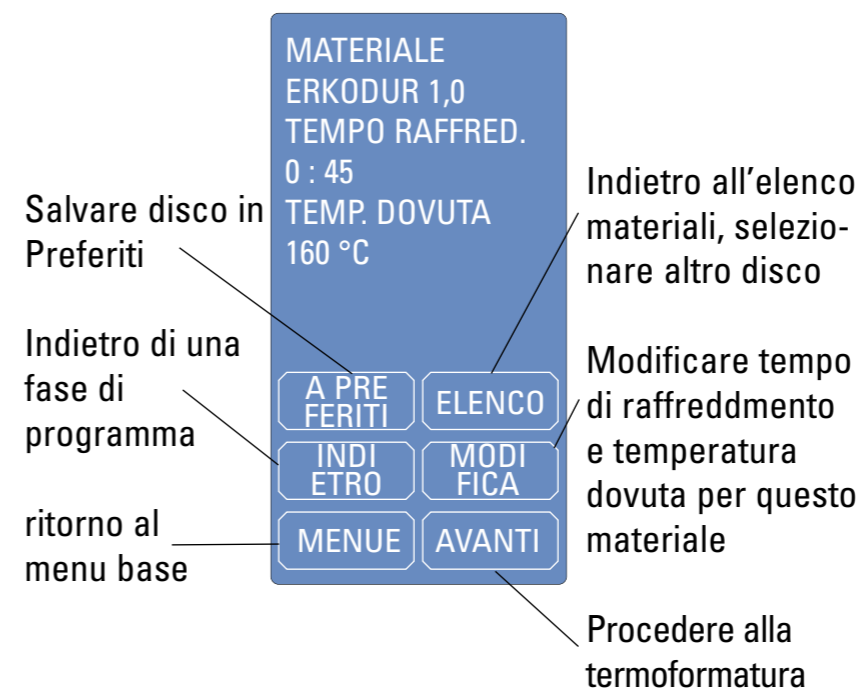 MATERIALE
ERKODUR 1,0
TEMPO RAFFRED.
0 : 45
TEMP. DOVUTA
160 °C
A PRE
FERITI
ELENCO
INDI
ETRO
MODI
FICA
MENUE
AVANTI
Salvare disco in
Preferiti
Indietro di una
fase di
programma
ritorno al
menu base
Indietro all’elenco
materiali, selezio-
nare altro disco
Modificare tempo
di raffreddmento
e temperatura
dovuta per questo
materiale
Procedere alla
termoformatura